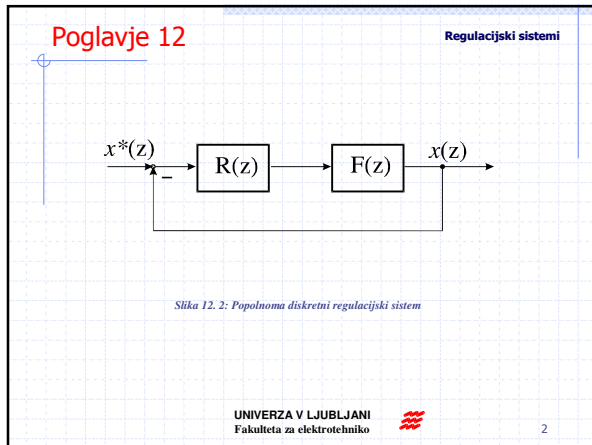 Poglavje 12
Regulacijski sistemi
x*(z)
R(z)
F(z)
x(z)
–
Slika 12. 2: Popolnoma diskretni regulacijski sistem
UNIVERZA V LJUBLJANI
Fakulteta za elektrotehniko
2